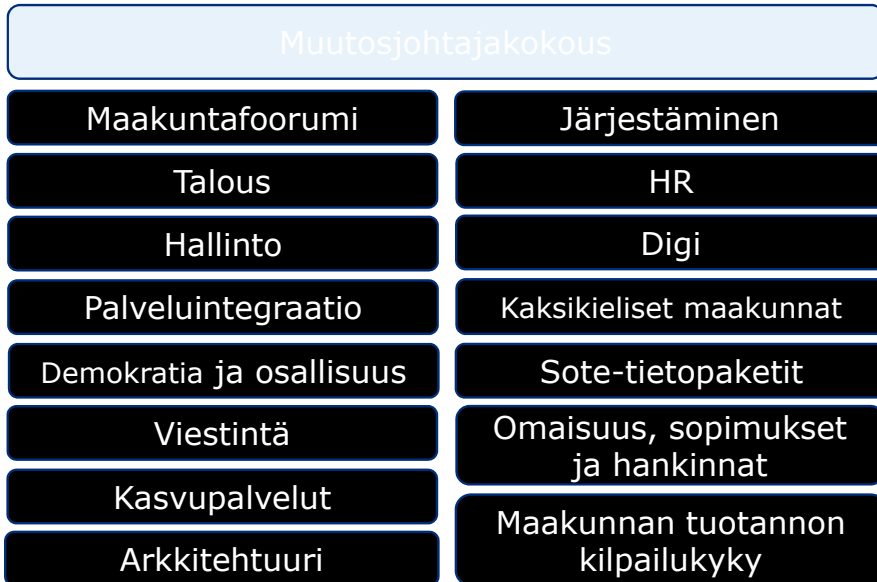 Muutosjohtajakokous
Maakuntafoorumi
Talous
Hallinto
Palveluintegraatio
Demokratia ja osallisuus
Viestintä
Kasvupalvelut
Arkkitehtuuri
Järjestäminen
HR
Digi
Kaksikieliset maakunnat
Sote-tietopaketit
Omaisuus, sopimukset
ja hankinnat
Maakunnan tuotannon
kilpailukyky